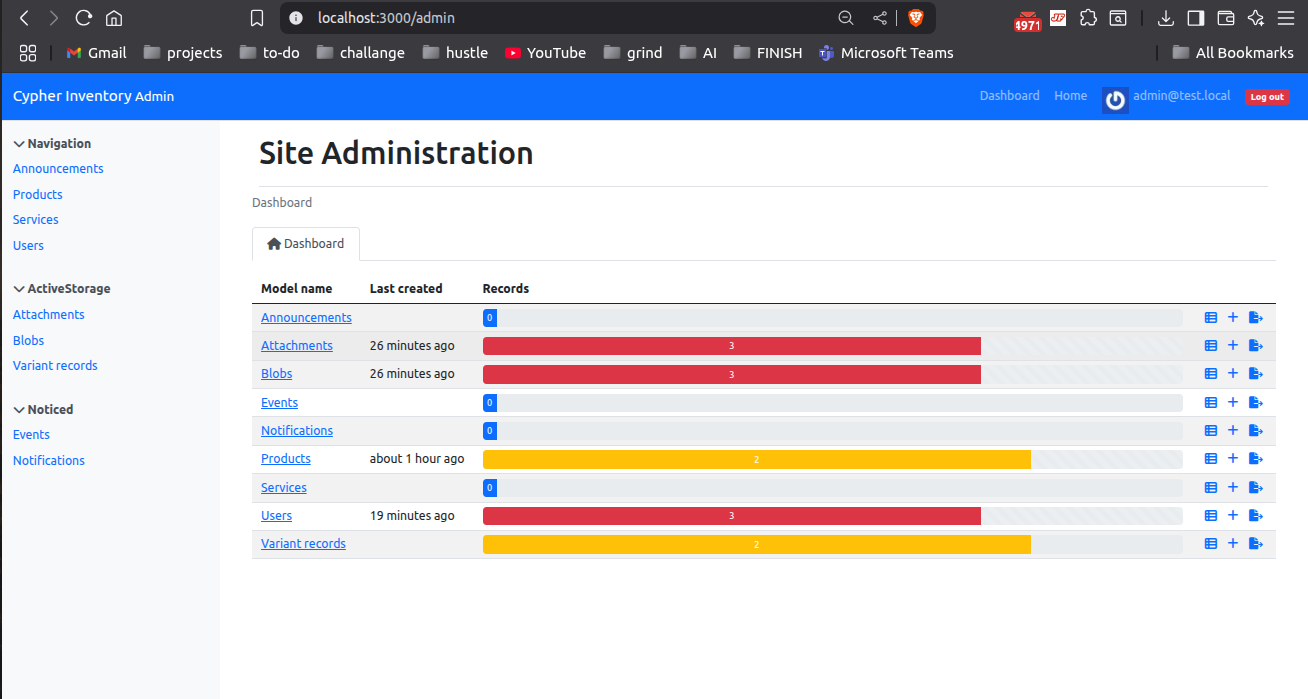 localhost:3000/admin
4971
Gmail projects to-do challange hustle YouTube grind AI FINISH Microsoft Teams All Bookmarks
Cypher Inventory Admin Dashboard Home admin@test.local Log out
Navigation
Announcements
Products
Services
Users
ActiveStorage
Attachments
Blobs
Variant records
Noticed
Events
Notifications
Site Administration
Dashboard
Dashboard
Model name Last created Records
Announcements 0
Attachments 26 minutes ago 3
Blobs 26 minutes ago 3
Events 0
Notifications 0
Products about 1 hour ago 2
Services 0
Users 19 minutes ago 3
Variant records 2